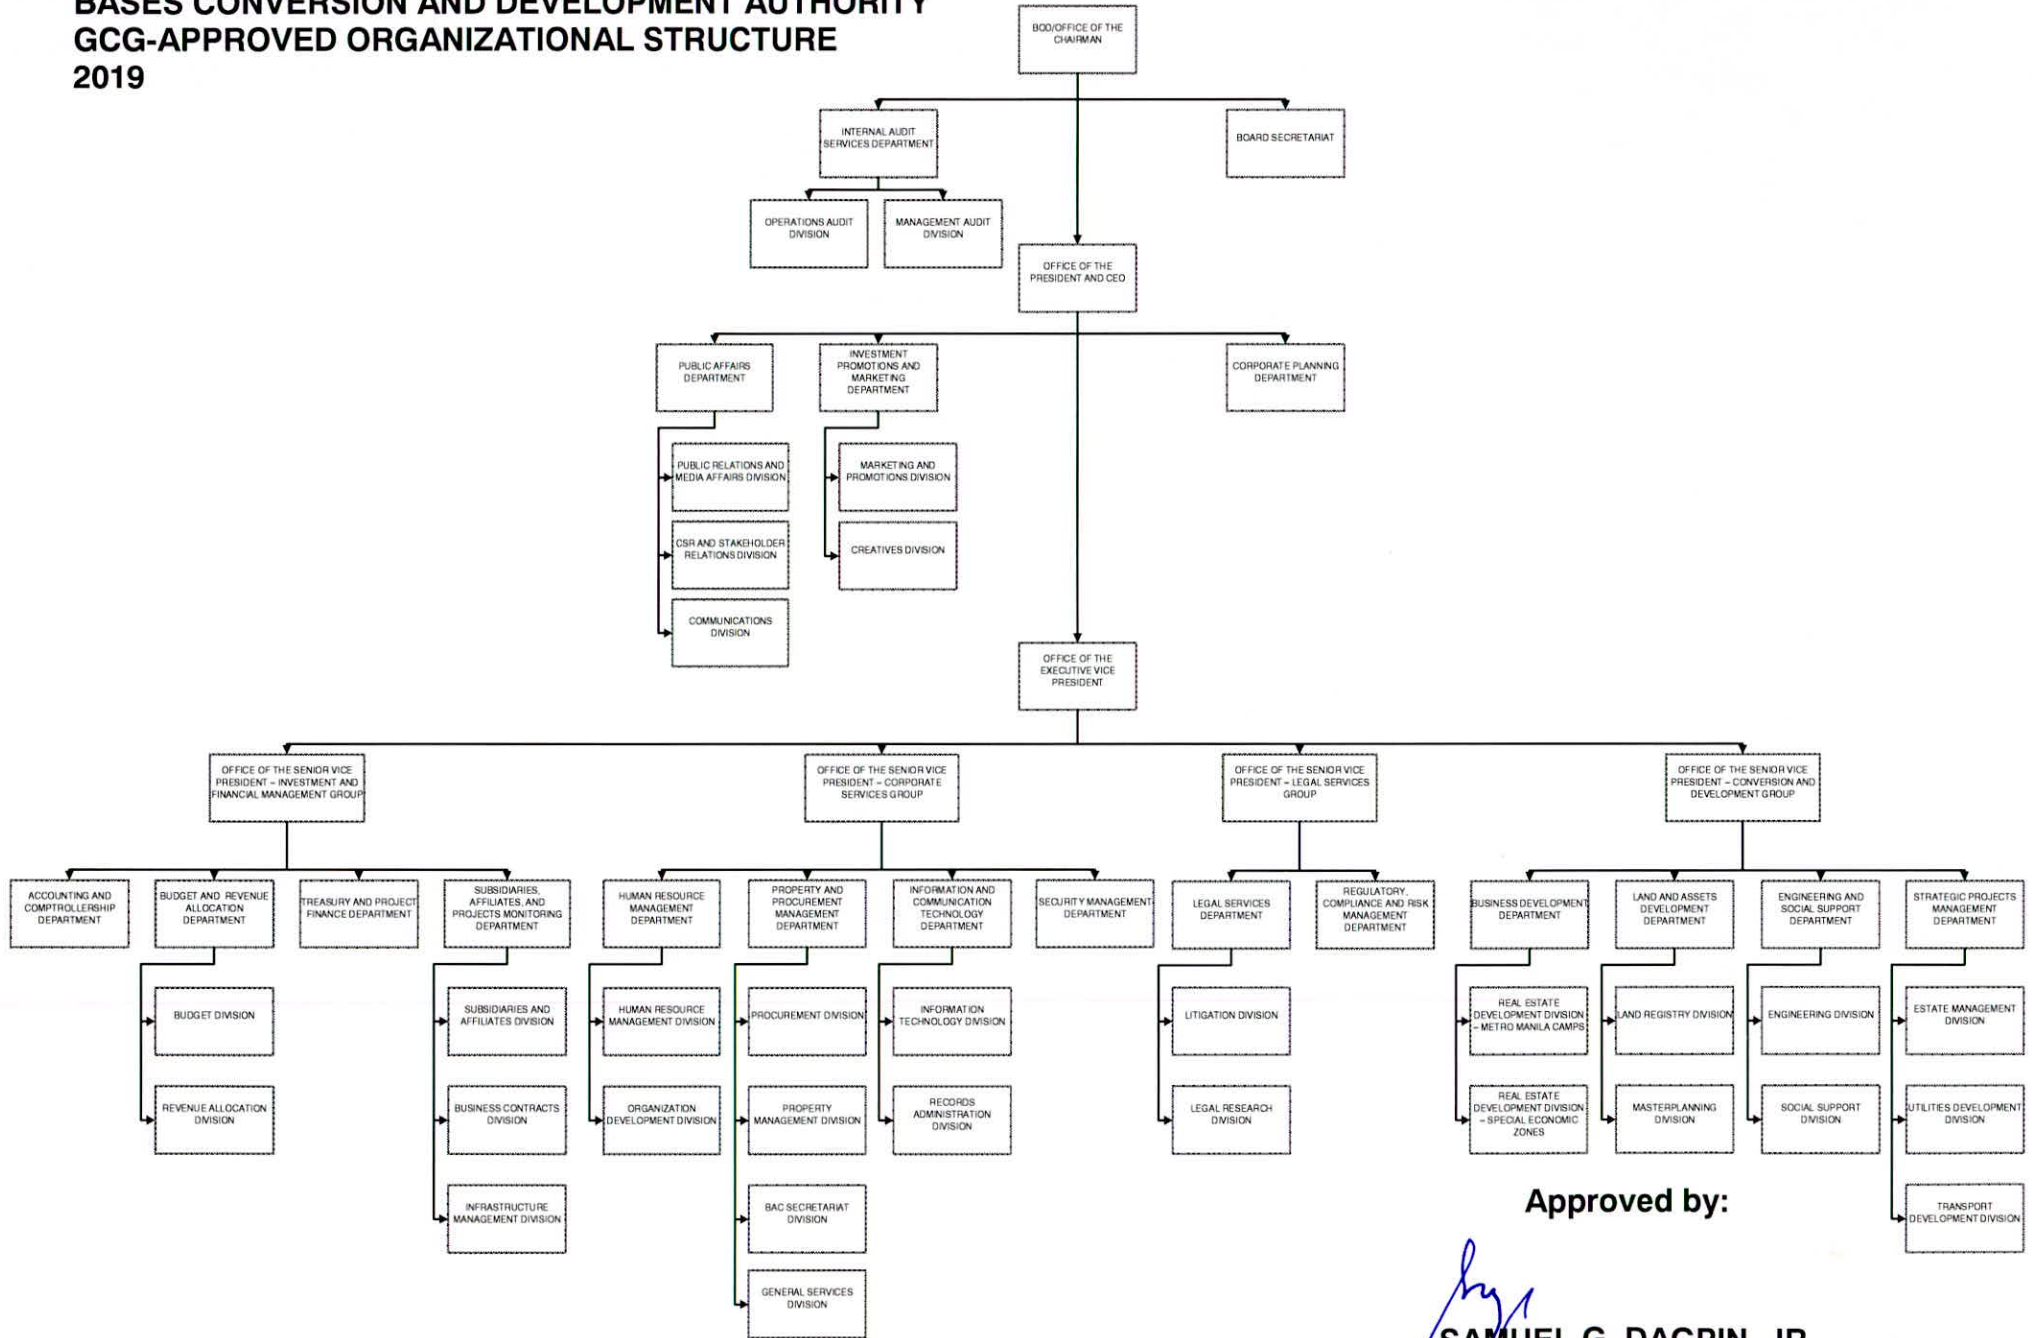 BASES CONVERSION AND DEVELOPMENT AUTHORITY
GCG-APPROVED ORGANIZATIONAL STRUCTURE
2019
BOD/OFFICE OF THE
CHAIRMAN
INTERNAL AUDIT
SERVICES DEPARTMENT
BOARD SECRETARIAT
OPERATIONS AUDIT
DIVISION
MANAGEMENT AUDIT
DIVISION
OFFICE OF THE
PRESIDENT AND CEO
PUBLIC AFFAIRS
DEPARTMENT
INVESTMENT
PROMOTIONS AND
MARKETING
DEPARTMENT
CORPORATE PLANNING
DEPARTMENT
PUBLIC RELATIONS AND
MEDIA AFFAIRS DIVISION
MARKETING AND
PROMOTIONS DIVISION
CSR AND STAKEHOLDER
RELATIONS DIVISION
CREATIVES DIVISION
COMMUNICATIONS
DIVISION
OFFICE OF THE
EXECUTIVE VICE
PRESIDENT
OFFICE OF THE SENIOR VICE
PRESIDENT – INVESTMENT AND
FINANCIAL MANAGEMENT GROUP
OFFICE OF THE SENIOR VICE
PRESIDENT – CORPORATE
SERVICES GROUP
OFFICE OF THE SENIOR VICE
PRESIDENT – LEGAL SERVICES
GROUP
OFFICE OF THE SENIOR VICE
PRESIDENT – CONVERSION AND
DEVELOPMENT GROUP
ACCOUNTING AND
COMPTROLLERSHIP
DEPARTMENT
BUDGET AND REVENUE
ALLOCATION
DEPARTMENT
TREASURY AND PROJECT
FINANCE DEPARTMENT
SUBSIDIARIES,
AFFILIATES, AND
PROJECTS MONITORING
DEPARTMENT
HUMAN RESOURCE
MANAGEMENT
DEPARTMENT
PROPERTY AND
PROCUREMENT
MANAGEMENT
DEPARTMENT
INFORMATION AND
COMMUNICATION
TECHNOLOGY
DEPARTMENT
SECURITY MANAGEMENT
DEPARTMENT
LEGAL SERVICES
DEPARTMENT
REGULATORY,
COMPLIANCE AND RISK
MANAGEMENT
DEPARTMENT
BUSINESS DEVELOPMENT
DEPARTMENT
LAND AND ASSETS
DEVELOPMENT
DEPARTMENT
ENGINEERING AND
SOCIAL SUPPORT
DEPARTMENT
STRATEGIC PROJECTS
MANAGEMENT
DEPARTMENT
BUDGET DIVISION
SUBSIDIARIES AND
AFFILIATES DIVISION
HUMAN RESOURCE
MANAGEMENT DIVISION
PROCUREMENT DIVISION
INFORMATION
TECHNOLOGY DIVISION
LITIGATION DIVISION
REAL ESTATE
DEVELOPMENT DIVISION
– METRO MANILA CAMPS
LAND REGISTRY DIVISION
ENGINEERING DIVISION
ESTATE MANAGEMENT
DIVISION
REVENUE ALLOCATION
DIVISION
BUSINESS CONTRACTS
DIVISION
ORGANIZATION
DEVELOPMENT DIVISION
PROPERTY
MANAGEMENT DIVISION
RECORDS
ADMINISTRATION
DIVISION
LEGAL RESEARCH
DIVISION
REAL ESTATE
DEVELOPMENT DIVISION
– SPECIAL ECONOMIC
ZONES
MASTERPLANNING
DIVISION
SOCIAL SUPPORT
DIVISION
UTILITIES DEVELOPMENT
DIVISION
INFRASTRUCTURE
MANAGEMENT DIVISION
BAC SECRETARIAT
DIVISION
TRANSPORT
DEVELOPMENT DIVISION
GENERAL SERVICES
DIVISION
Approved by:
SAMUEL G. DAGPIN, JR.